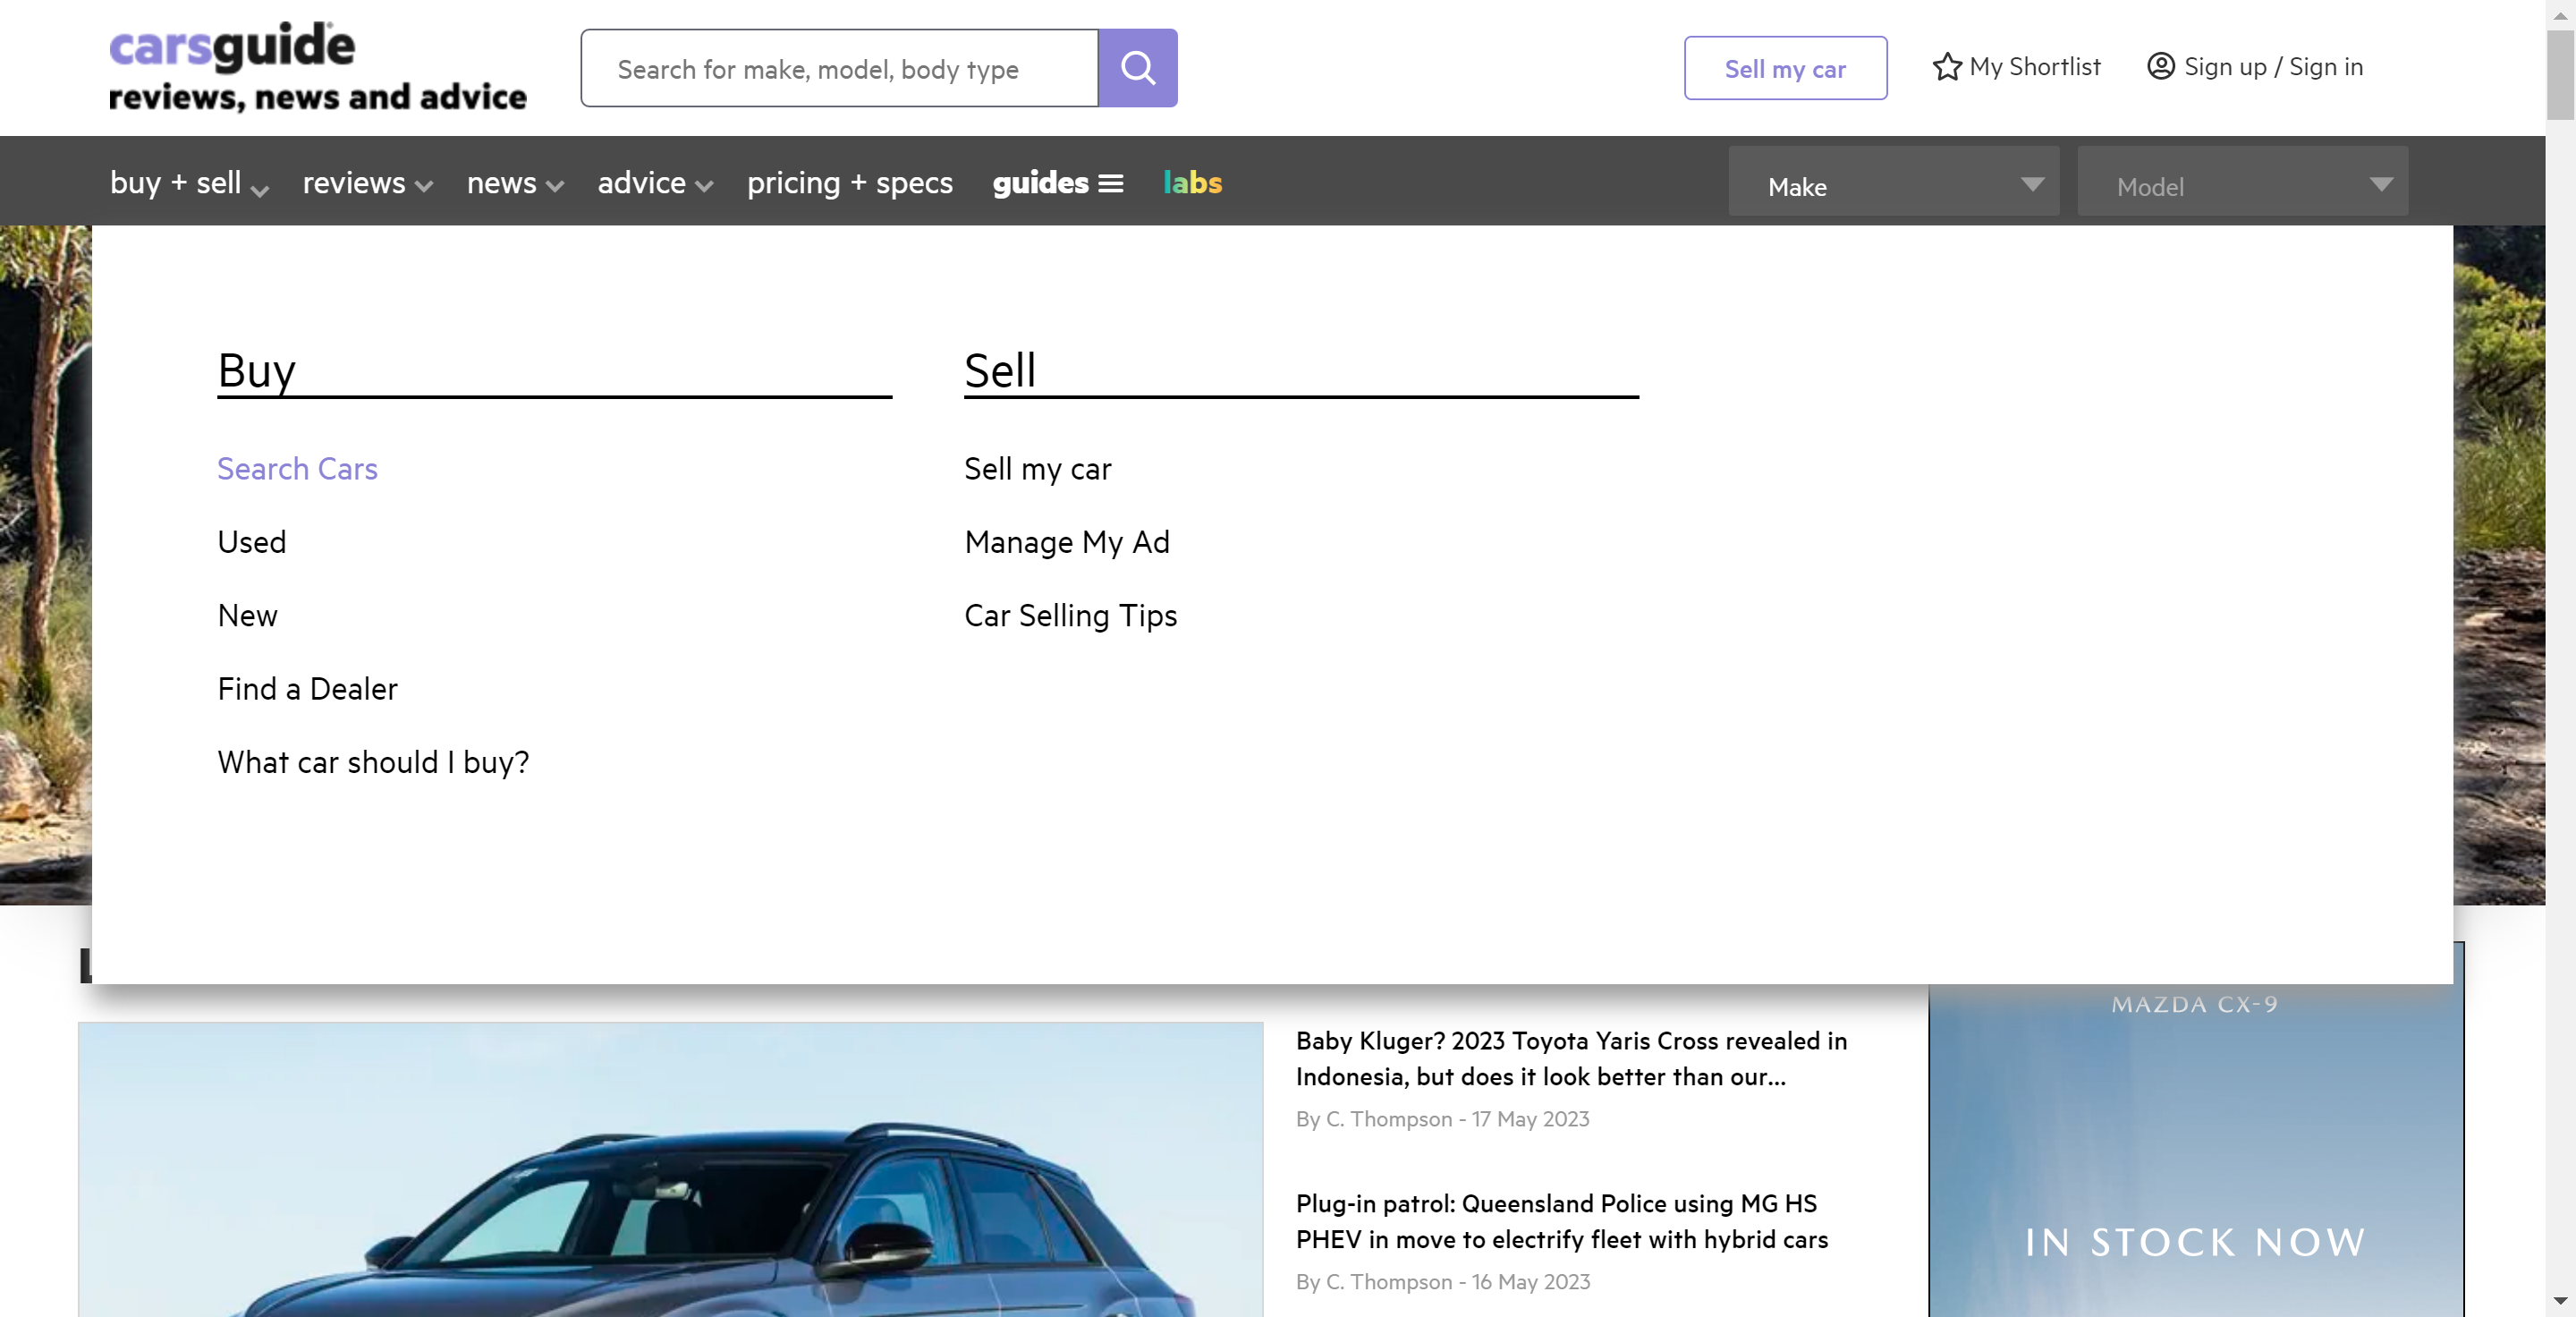 carsguide
reviews, news and advice
Search for make, model, body type
Sell my car
My Shortlist
Sign up / Sign in
buy + sell
reviews
news
advice
pricing + specs
guides
labs
Make
Model
Buy
Search Cars
Used
New
Find a Dealer
What car should I buy?
Sell
Sell my car
Manage My Ad
Car Selling Tips
Baby Kluger? 2023 Toyota Yaris Cross revealed in
Indonesia, but does it look better than our...
By C. Thompson - 17 May 2023
Plug-in patrol: Queensland Police using MG HS
PHEV in move to electrify fleet with hybrid cars
By C. Thompson - 16 May 2023
MAZDA CX-9
IN STOCK NOW